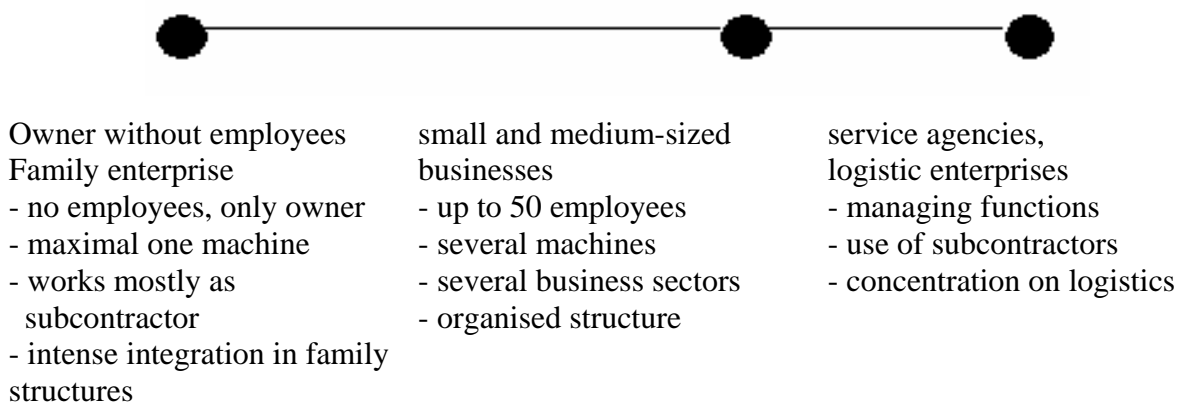 Owner without employees
Family enterprise
- no employees, only owner
- maximal one machine
- works mostly as
subcontractor
- intense integration in family
structures
small and medium-sized
businesses
- up to 50 employees
- several machines
- several business sectors
- organised structure
service agencies,
logistic enterprises
- managing functions
- use of subcontractors
- concentration on logistics